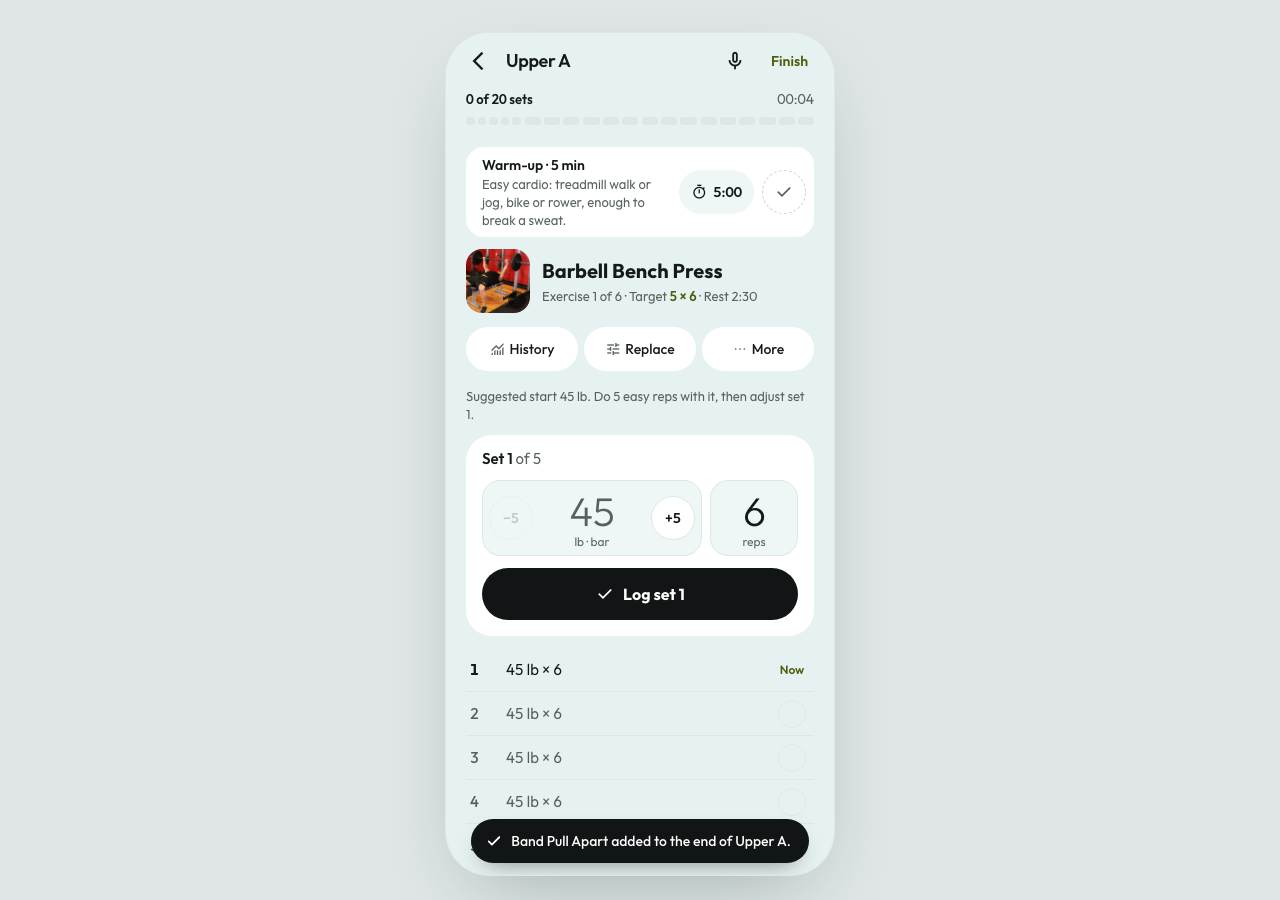 Upper A
Finish
0 of 20 sets
00:04
Warm-up · 5 min
Easy cardio: treadmill walk or
jog, bike or rower, enough to
break a sweat.
5:00
Barbell Bench Press
Exercise 1 of 6 · Target 5 × 6 · Rest 2:30
History
Replace
More
Suggested start 45 lb. Do 5 easy reps with it, then adjust set
1.
Set 1 of 5
−5
45
lb · bar
+5
6
reps
Log set 1
1 45 lb × 6 Now
2 45 lb × 6
3 45 lb × 6
4 45 lb × 6
Band Pull Apart added to the end of Upper A.